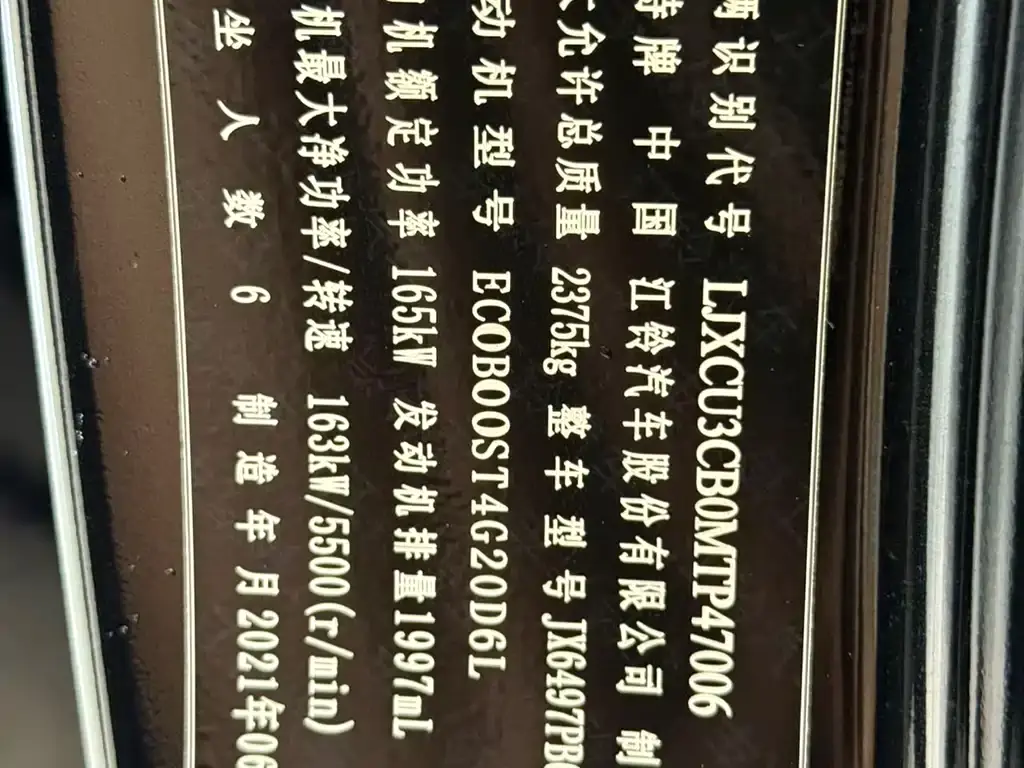 辆识别代号 LJXCU3CB0MTP47006
特牌 中国 江铃汽车股份有限公司 制
大允许总质量 2375kg 整车型号 JX6497PB
动机型号 ECOBOOST4G20D6L
机额定功率 165kW 发动机排量1997mL
机最大净功率/转速 163kW/5500(r/min)
坐人数 6 制造年月2021年06